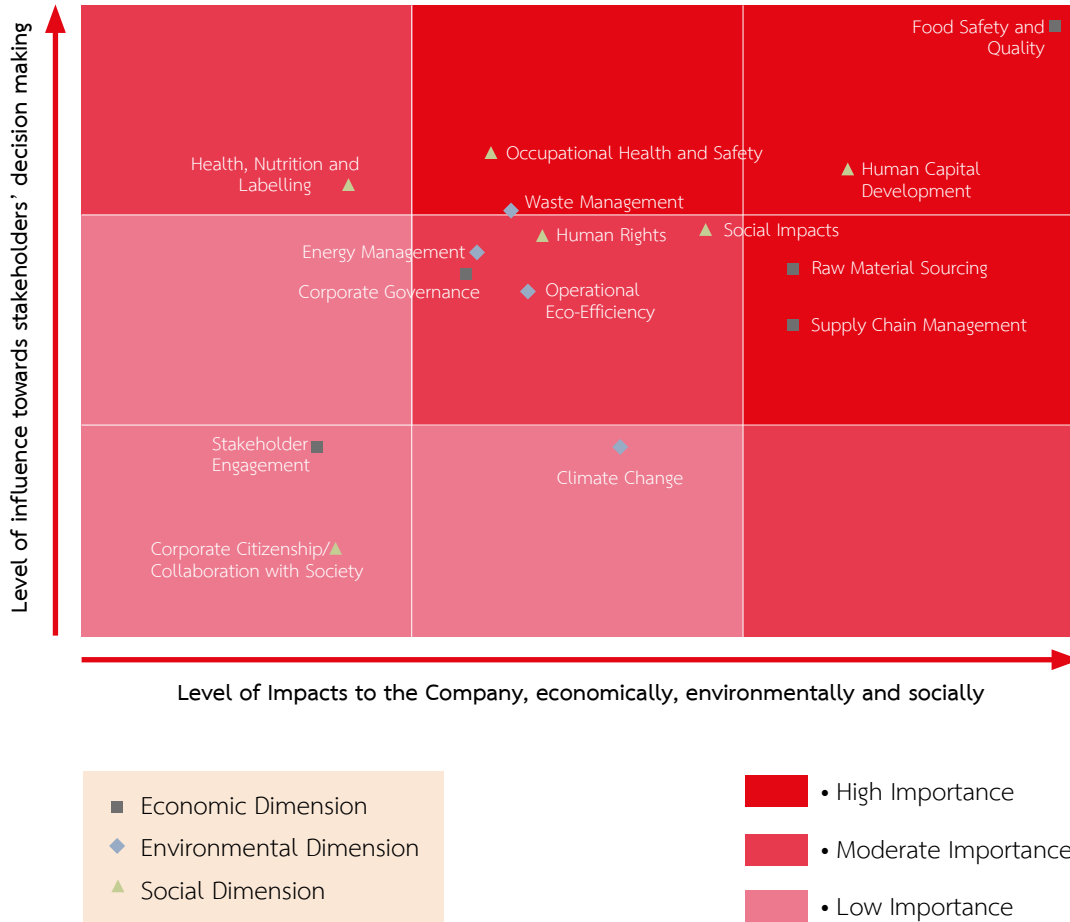 Level of influence towards stakeholders' decision making
Food Safety and
Quality
Occupational Health and Safety
Health, Nutrition and
Labelling
Human Capital
Development
Waste Management
Human Rights
Social Impacts
Energy Management
Raw Material Sourcing
Corporate Governance
Operational
Eco-Efficiency
Supply Chain Management
Stakeholder
Engagement
Climate Change
Corporate Citizenship/
Collaboration with Society
Level of Impacts to the Company, economically, environmentally and socially
Economic Dimension
Environmental Dimension
Social Dimension
• High Importance
• Moderate Importance
• Low Importance